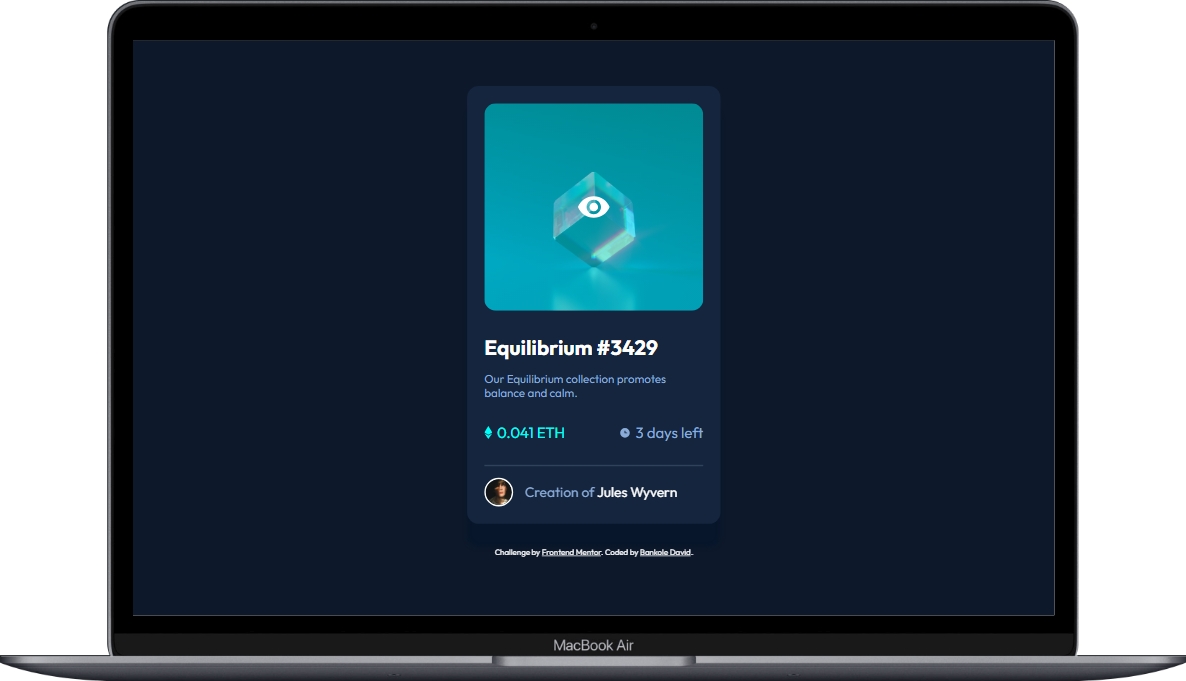 Equilibrium #3429
Our Equilibrium collection promotes
balance and calm.
0.041 ETH
3 days left
Creation of Jules Wyvern
Challenge by Frontend Mentor. Coded by Bankole David.
MacBook Air